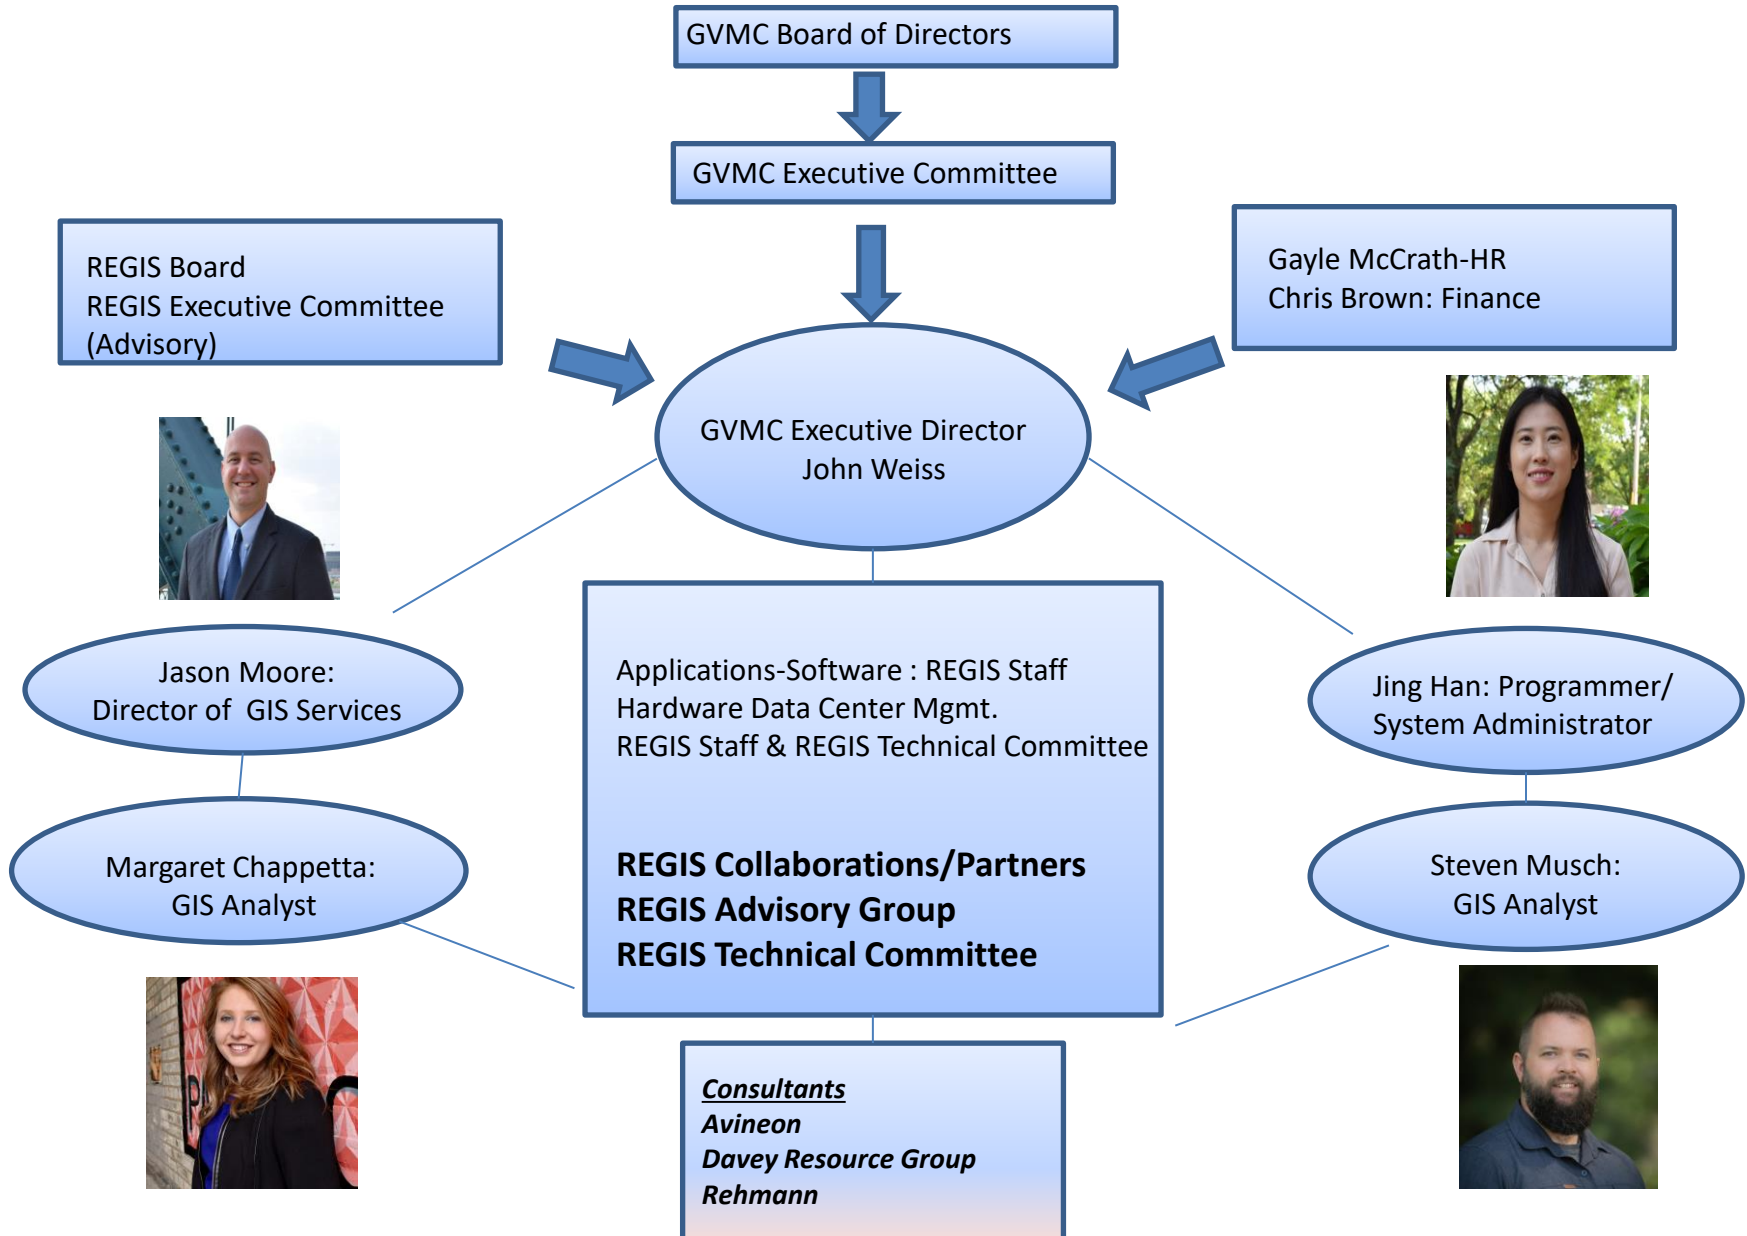 GVMC Board of Directors
GVMC Executive Committee
REGIS Board
REGIS Executive Committee
(Advisory)
Gayle McCrath-HR
Chris Brown: Finance
GVMC Executive Director
John Weiss
Jason Moore:
Director of  GIS Services
Applications-Software : REGIS Staff
Hardware Data Center Mgmt.
REGIS Staff & REGIS Technical Committee
Jing Han: Programmer/
System Administrator
Margaret Chappetta:
GIS Analyst
REGIS Collaborations/Partners
REGIS Advisory Group
REGIS Technical Committee
Steven Musch:
GIS Analyst
Consultants
Avineon
Davey Resource Group
Rehmann